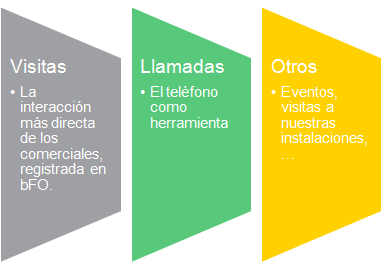 Visitas
• La
interacción
más directa
de los
comerciales,
registrada en
bFO.
Llamadas
• El teléfono
como
herramienta
Otros
• Eventos,
visitas a
nuestras
instalaciones,
...